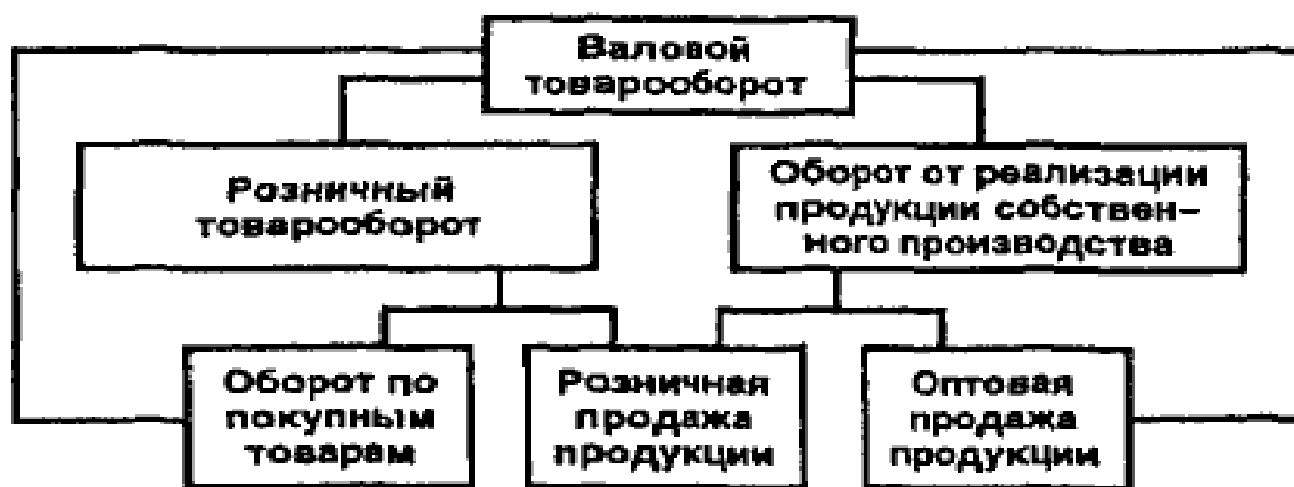 Валовой
товарооборот
Розничный
товарооборот
Оборот от реализации
продукции собствен-
ного производства
Оборот по
покупным
товарам
Розничная
продажа
продукции
Оптовая
продажа
продукции